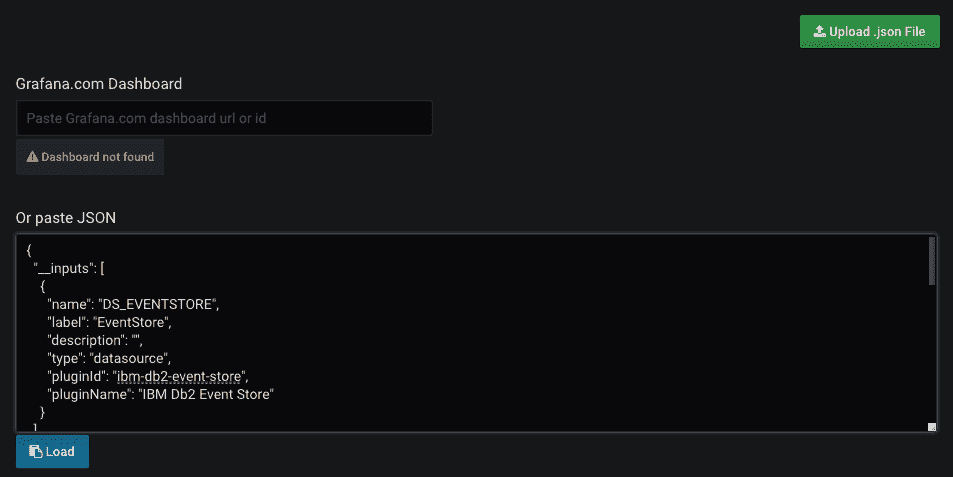 Upload .json File
Grafana.com Dashboard
Paste Grafana.com dashboard url or id
Dashboard not found
Or paste JSON
{
"__inputs": [
{
"name": "DS_EVENTSTORE",
"label": "EventStore",
"description": "",
"type": "datasource",
"pluginId": "ibm-db2-event-store",
"pluginName": "IBM Db2 Event Store"
}
]
Load